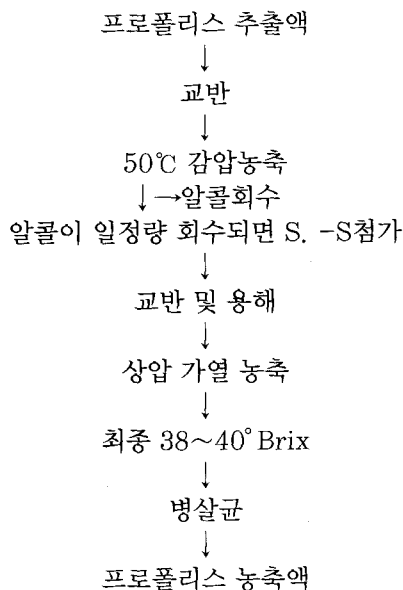 프로폴리스 추출액
↓
교반
↓
50℃ 감압농축
↓→알콜회수
알콜이 일정량 회수되면 S. -S첨가
↓
교반 및 용해
↓
상압 가열 농축
↓
최종 38~40°Brix
↓
병살균
↓
프로폴리스 농축액